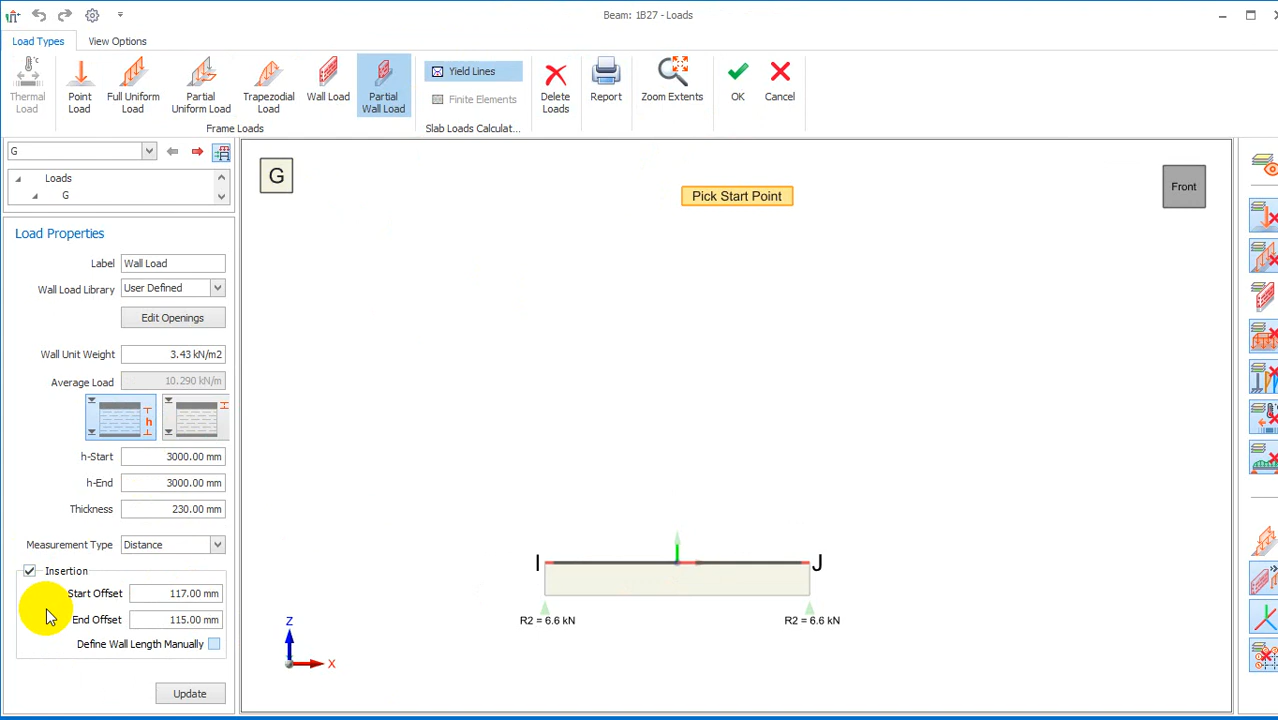 Beam: 1B27 - Loads
Load Types
View Options
Thermal Load
Point Load
Full Uniform Load
Partial Uniform Load
Trapezodial Load
Wall Load
Partial Wall Load
Yield Lines
Finite Elements
Delete Loads
Report
Zoom Extents
OK
Cancel
Frame Loads
Slab Loads Calculat...
G
Loads
G
G
Pick Start Point
Front
Load Properties
Label
Wall Load
Wall Load Library
User Defined
Edit Openings
Wall Unit Weight
3.43 kN/m2
Average Load
10.290 kN/m
h
h-Start
3000.00 mm
h-End
3000.00 mm
Thickness
230.00 mm
Measurement Type
Distance
Insertion
Start Offset
117.00 mm
End Offset
115.00 mm
Define Wall Length Manually
Update
I
J
R2 = 6.6 kN
R2 = 6.6 kN
Z
X